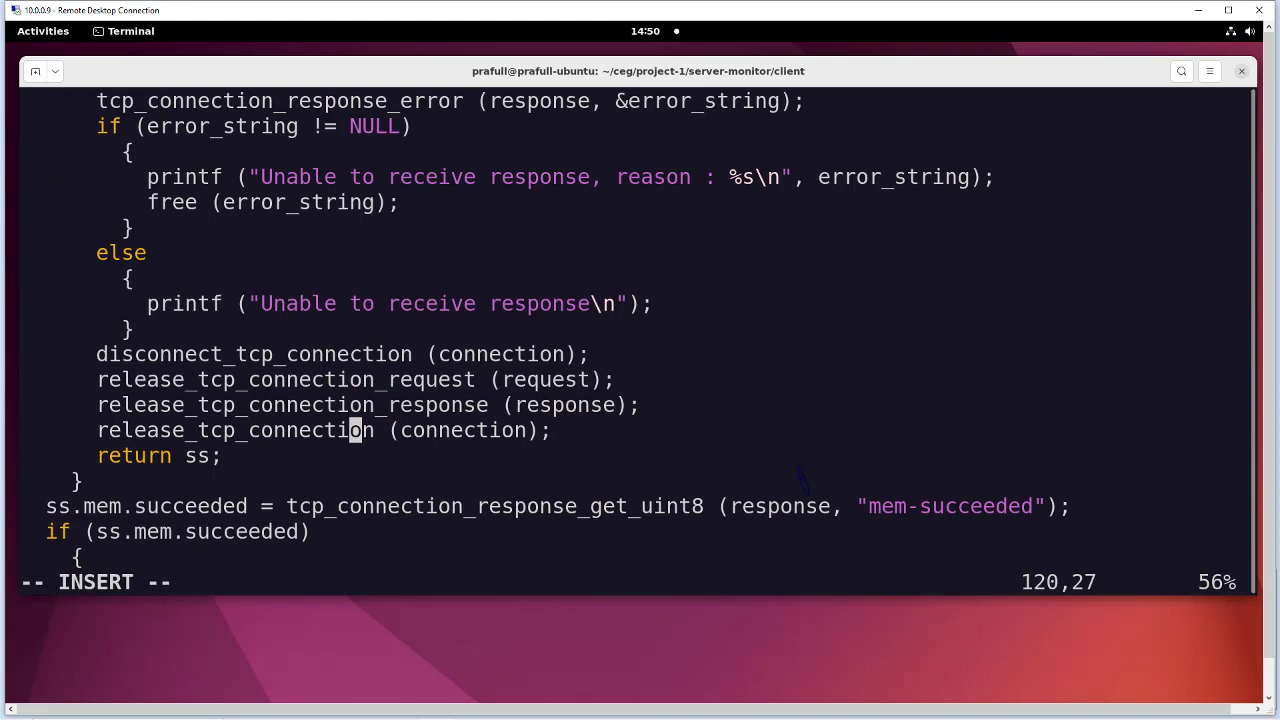 10.0.0.9 - Remote Desktop Connection
Activities Terminal 14:50
prafull@prafull-ubuntu: ~/ceg/project-1/server-monitor/client
tcp_connection_response_error (response, &error_string);
if (error_string != NULL)
{
printf ("Unable to receive response, reason : %s\n", error_string);
free (error_string);
}
else
{
printf ("Unable to receive response\n");
}
disconnect_tcp_connection (connection);
release_tcp_connection_request (request);
release_tcp_connection_response (response);
release_tcp_connection (connection);
return ss;
}
ss.mem.succeeded = tcp_connection_response_get_uint8 (response, "mem-succeeded");
if (ss.mem.succeeded)
{
-- INSERT -- 120,27 56%